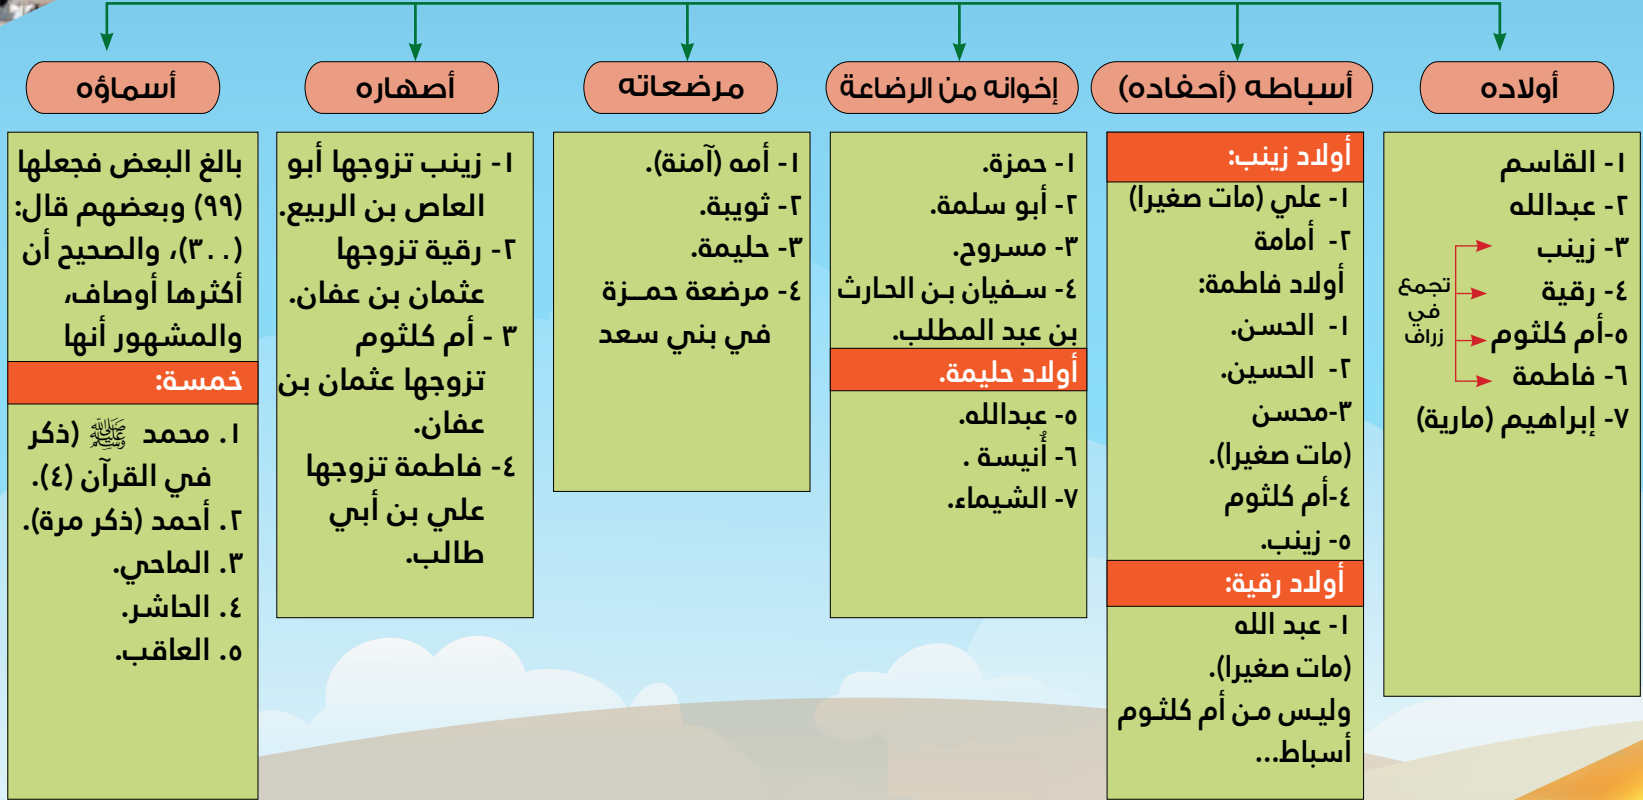 أولاده
١- القاسم
٢- عبدالله
٣- زينب
٤- رقية
٥-أم كلثوم
٦- فاطمة
٧- إبراهيم (مارية)
تجمع
في
زراف
أسباطه (أحفاده)
أولاد زينب:
١- علي (مات صغيرا)
٢- أمامة
أولاد فاطمة:
١- الحسن.
٢- الحسين.
٣-محسن
(مات صغيرا).
٤-أم كلثوم
٥- زينب.
أولاد رقية:
١- عبد الله
(مات صغيرا).
وليس من أم كلثوم
أسباط...
إخوانه من الرضاعة
١- حمزة.
٢- أبو سلمة.
٣- مسروح.
٤- سفيان بن الحارث
بن عبد المطلب.
أولاد حليمة.
٥- عبدالله.
٦- أُنيسة .
٧- الشيماء.
مرضعاته
١- أمه (آمنة).
٢- ثويبة.
٣- حليمة.
٤- مرضعة حمـزة
في بني سعد
أصهاره
١- زينب تزوجها أبو
العاص بن الربيع.
٢- رقية تزوجها
عثمان بن عفان.
٣ - أم كلثوم
تزوجها عثمان بن
عفان.
٤- فاطمة تزوجها
علي بن أبي
طالب.
أسماؤه
بالغ البعض فجعلها
(٩٩) وبعضهم قال:
(٣٠٠)، والصحيح أن
أكثرها أوصاف،
والمشهور أنها
خمسة:
١. محمد ﷺ (ذكر
في القرآن (٤).
٢. أحمد (ذكر مرة).
٣. الماحي.
٤. الحاشر.
٥. العاقب.